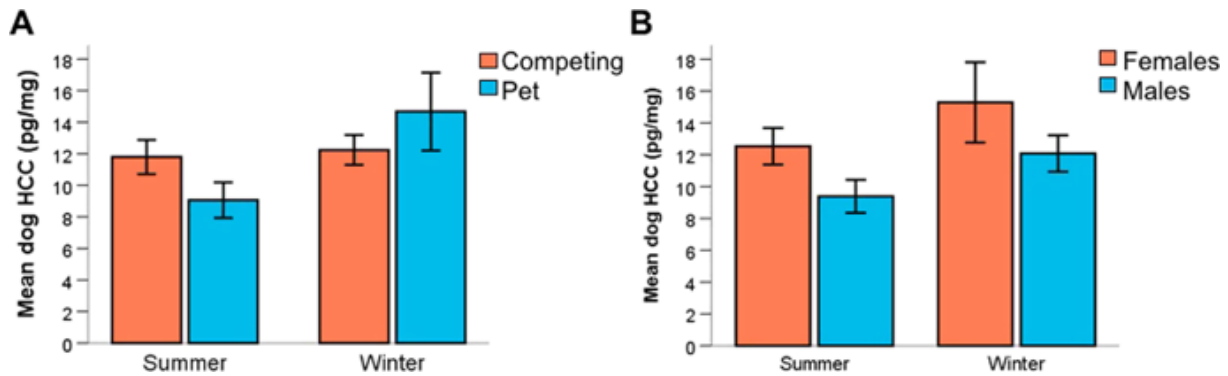 A
Mean dog HCC (pg/mg)
18
16
14
12
10
8
6
4
2
0
Summer
Winter
Competing
Pet
B
Mean dog HCC (pg/mg)
18
16
14
12
10
8
6
4
2
0
Summer
Winter
Females
Males